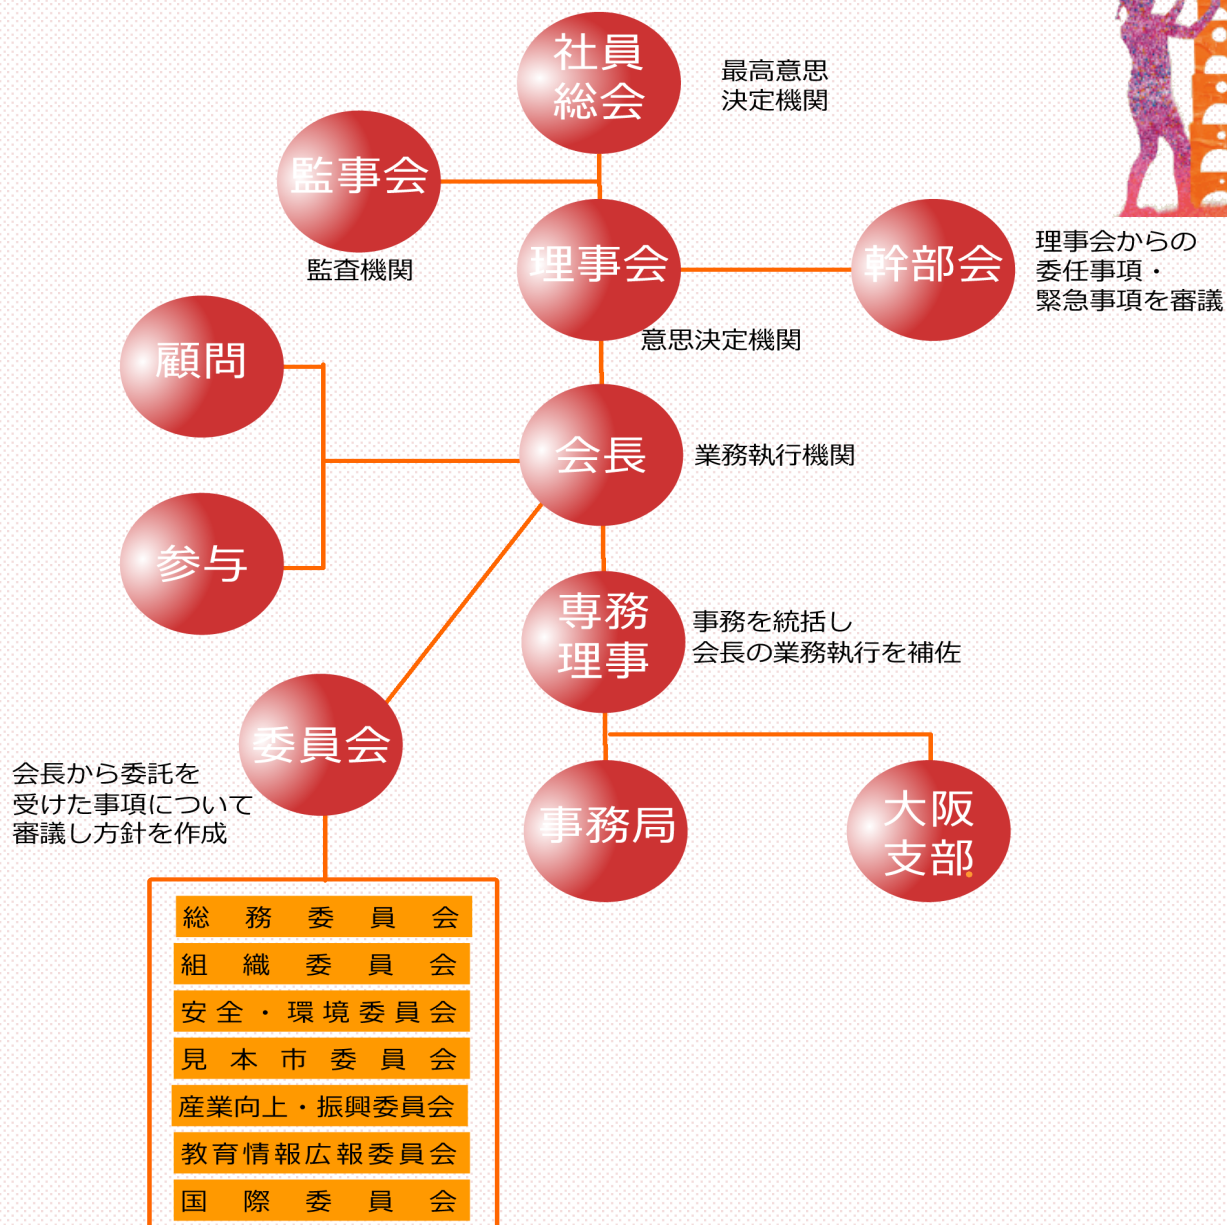 社員
総会
最高意思
決定機関
監事会
監査機関
理事会
意思決定機関
幹部会
理事会からの
委任事項・
緊急事項を審議
顧問
会長
業務執行機関
参与
専務
理事
事務を統括し
会長の業務執行を補佐
委員会
会長から委託を
受けた事項について
審議し方針を作成
事務局
大阪
支部
総務委員会
組織委員会
安全・環境委員会
見本市委員会
産業向上・振興委員会
教育情報広報委員会
国際委員会